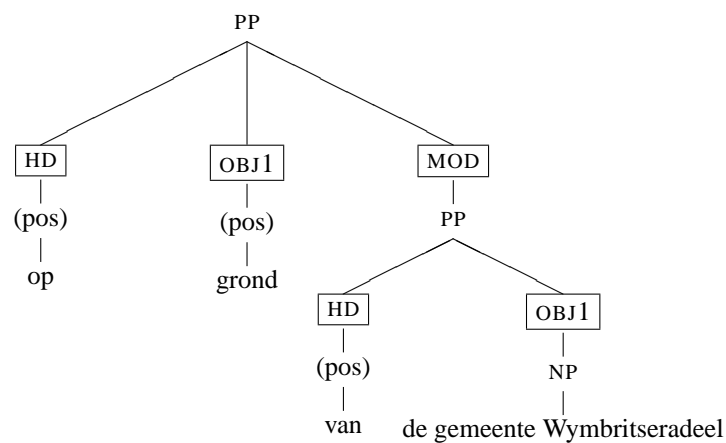 PP
HD OBJ1 MOD
(pos) (pos) PP
op grond
HD OBJ1
(pos) NP
van de gemeente Wymbritseradeel